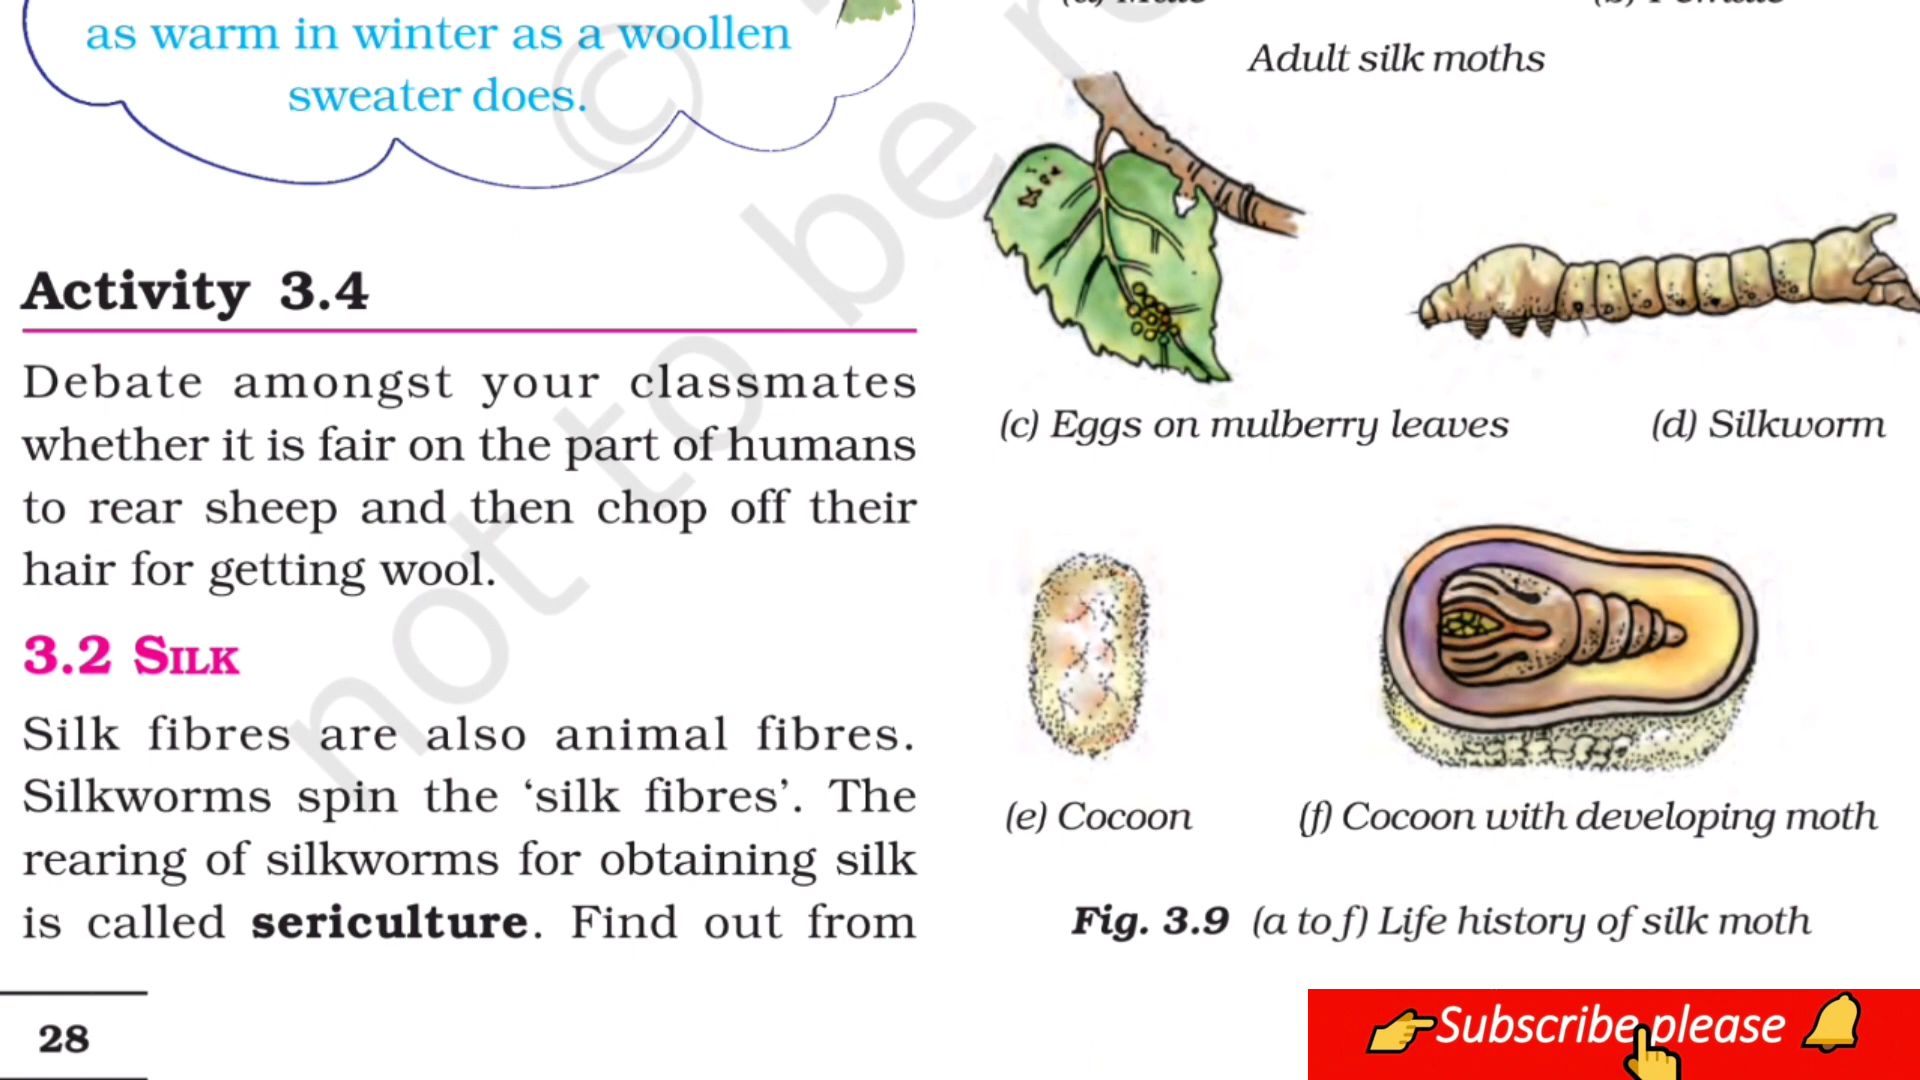 as warm in winter as a woollen
sweater does.
Activity 3.4
Debate amongst your classmates
whether it is fair on the part of humans
to rear sheep and then chop off their
hair for getting wool.
3.2 SILK
Silk fibres are also animal fibres.
Silkworms spin the ‘silk fibres’. The
rearing of silkworms for obtaining silk
is called sericulture. Find out from
28
Adult silk moths
(c) Eggs on mulberry leaves
(d) Silkworm
(e) Cocoon
(f) Cocoon with developing moth
Fig. 3.9 (a to f) Life history of silk moth
Subscribe please
© 
not to be